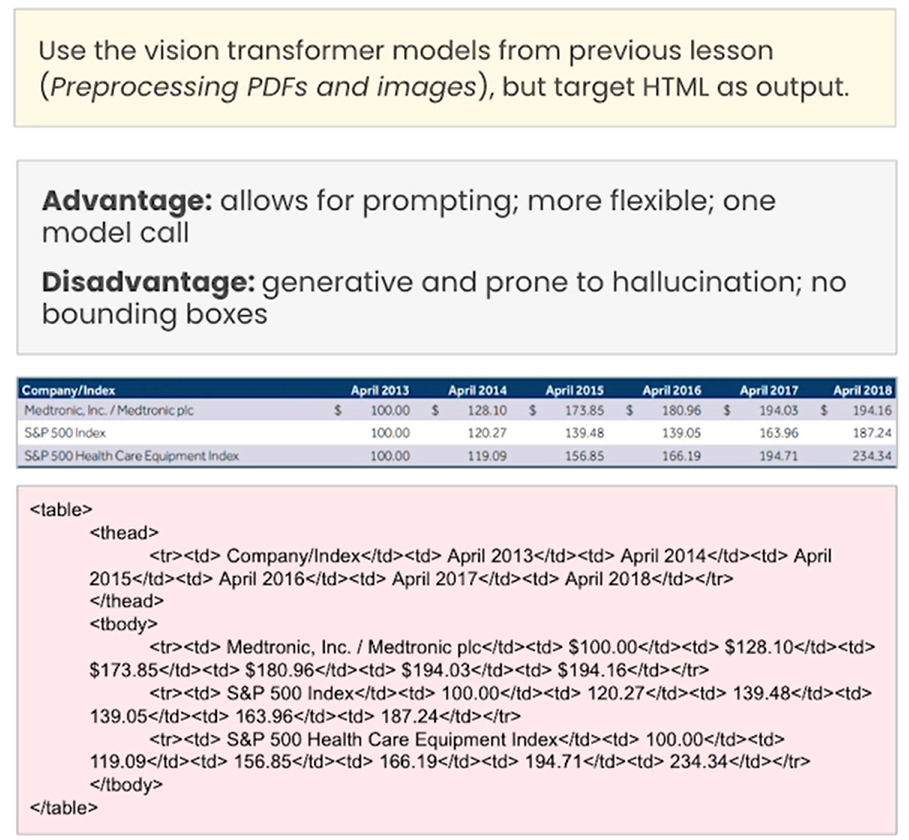 Use the vision transformer models from previous lesson
(Preprocessing PDFs and images), but target HTML as output.
Advantage: allows for prompting; more flexible; one
model call
Disadvantage: generative and prone to hallucination; no
bounding boxes
Company/Index April 2013 April 2014 April 2015 April 2016 April 2017 April 2018
Medtronic, Inc. / Medtronic plc $ 100.00 $ 128.10 $ 173.85 $ 180.96 $ 194.03 $ 194.16
S&P 500 Index 100.00 120.27 139.48 139.05 163.96 187.24
S&P 500 Health Care Equipment Index 100.00 119.09 156.85 166.19 194.71 234.34
<table>
<thead>
<tr><td> Company/Index</td><td> April 2013</td><td> April 2014</td><td> April
2015</td><td> April 2016</td><td> April 2017</td><td> April 2018</td></tr>
</thead>
<tbody>
<tr><td> Medtronic, Inc. / Medtronic plc</td><td> $100.00</td><td> $128.10</td><td>
$173.85</td><td> $180.96</td><td> $194.03</td><td> $194.16</td></tr>
<tr><td> S&P 500 Index</td><td> 100.00</td><td> 120.27</td><td> 139.48</td><td>
139.05</td><td> 163.96</td><td> 187.24</td></tr>
<tr><td> S&P 500 Health Care Equipment Index</td><td> 100.00</td><td>
119.09</td><td> 156.85</td><td> 166.19</td><td> 194.71</td><td> 234.34</td></tr>
</tbody>
</table>